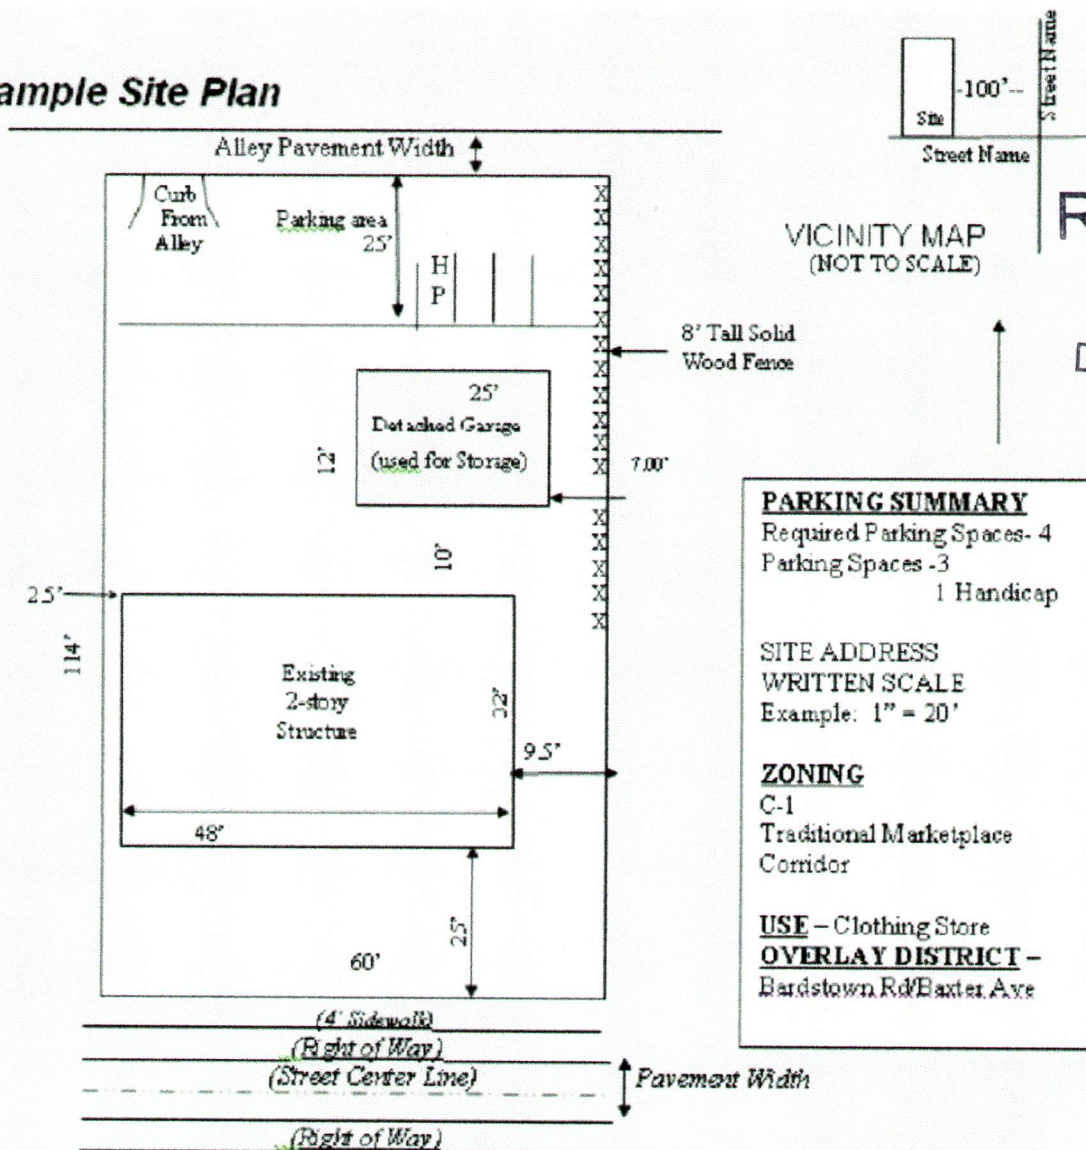 ample Site Plan
Alley Pavement Width
Curb
From
Alley
Parking area
25'
H
P
X
X
X
X
X
X
X
X
X
X
X
X
8' Tall Solid
Wood Fence
25'
Detached Garage
(used for Storage)
12'
7.00'
X
X
X
X
X
10'
2.5'
114'
Existing
2-story
Structure
32'
9.5'
48'
25'
60'
(4' Sidewalk)
(Right of Way)
(Street Center Line)
Pavement Width
(Right of Way)
Site
-100'--
Street Name
Street Name
VICINITY MAP
(NOT TO SCALE)
R
PARKING SUMMARY
Required Parking Spaces- 4
Parking Spaces -3
1 Handicap
SITE ADDRESS
WRITTEN SCALE
Example: 1" = 20'
ZONING
C-1
Traditional Marketplace
Corridor
USE – Clothing Store
OVERLAY DISTRICT –
Bardstown Rd/Baxter Ave